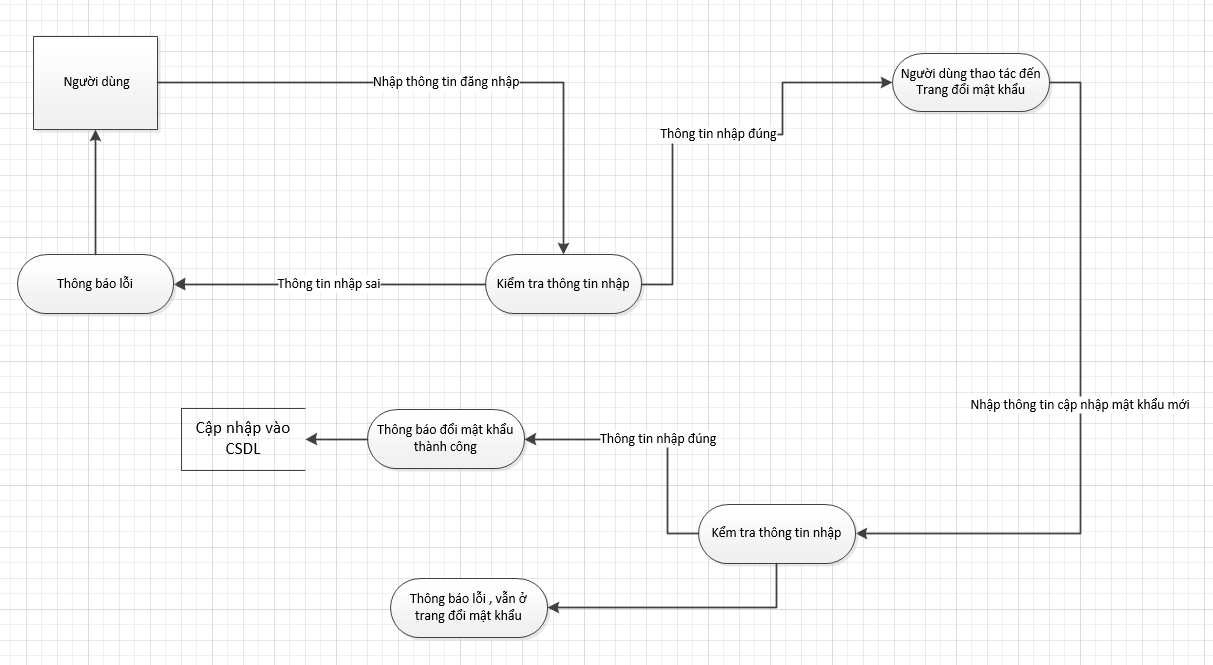 Người dùng
Nhập thông tin đăng nhập
Người dùng thao tác đến
Trang đổi mật khẩu
Thông tin nhập đúng
Thông báo lỗi
Thông tin nhập sai
Kiểm tra thông tin nhập
Nhập thông tin cập nhập mật khẩu mới
Cập nhập vào
CSDL
Thông báo đổi mật khẩu
thành công
Thông tin nhập đúng
Kểm tra thông tin nhập
Thông báo lỗi , vẫn ở
trang đổi mật khẩu